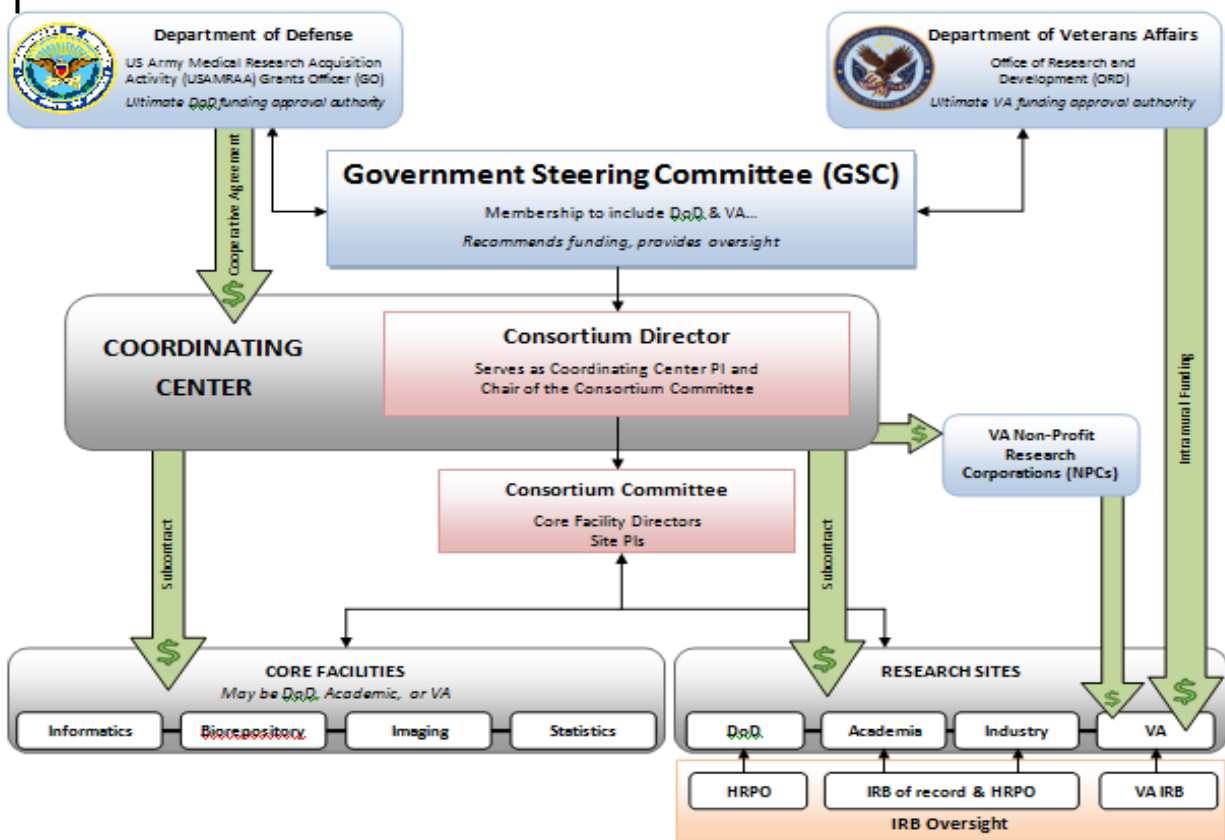 Department of Defense
US Army Medical Research Acquisition
Activity (USAMRAA) Grants Officer (GO)
Ultimate DoD funding approval authority
Department of Veterans Affairs
Office of Research and
Development (ORD)
Ultimate VA funding approval authority
Cooperative Agreement
$
Government Steering Committee (GSC)
Membership to include DoD & VA...
Recommends funding, provides oversight
COORDINATING
CENTER
Consortium Director
Serves as Coordinating Center PI and
Chair of the Consortium Committee
$
VA Non-Profit
Research
Corporations (NPCs)
Intramural Funding
Consortium Committee
Core Facility Directors
Site PIs
Subcontract
$
Subcontract
$
$
$
CORE FACILITIES
May be DoD, Academic, or VA
Informatics
Biorepository
Imaging
Statistics
RESEARCH SITES
DoD
Academia
Industry
VA
HRPO
IRB of record & HRPO
VA IRB
IRB Oversight